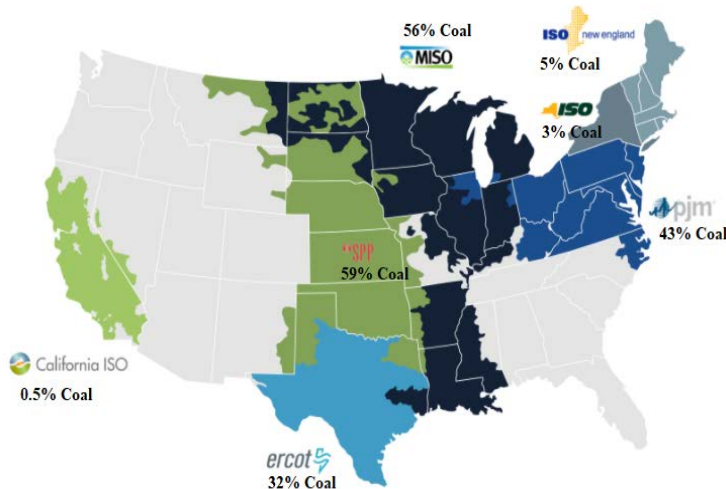 56% Coal
MISO
ISO new england
5% Coal
ISO
3% Coal
pjm
43% Coal
SPP
59% Coal
California ISO
0.5% Coal
ercot
32% Coal